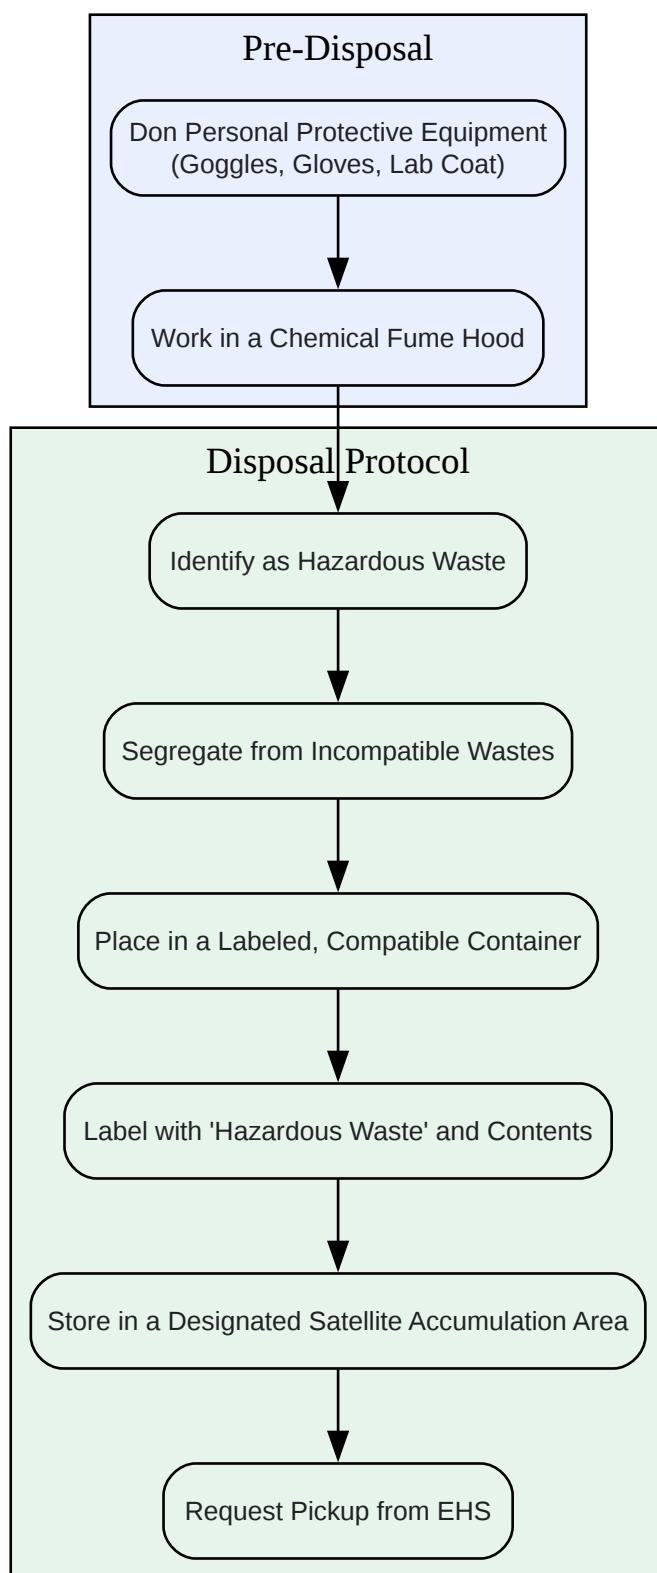 Pre-Disposal
Don Personal Protective Equipment
(Goggles, Gloves, Lab Coat)
Work in a Chemical Fume Hood
Disposal Protocol
Identify as Hazardous Waste
Segregate from Incompatible Wastes
Place in a Labeled, Compatible Container
Label with 'Hazardous Waste' and Contents
Store in a Designated Satellite Accumulation Area
Request Pickup from EHS